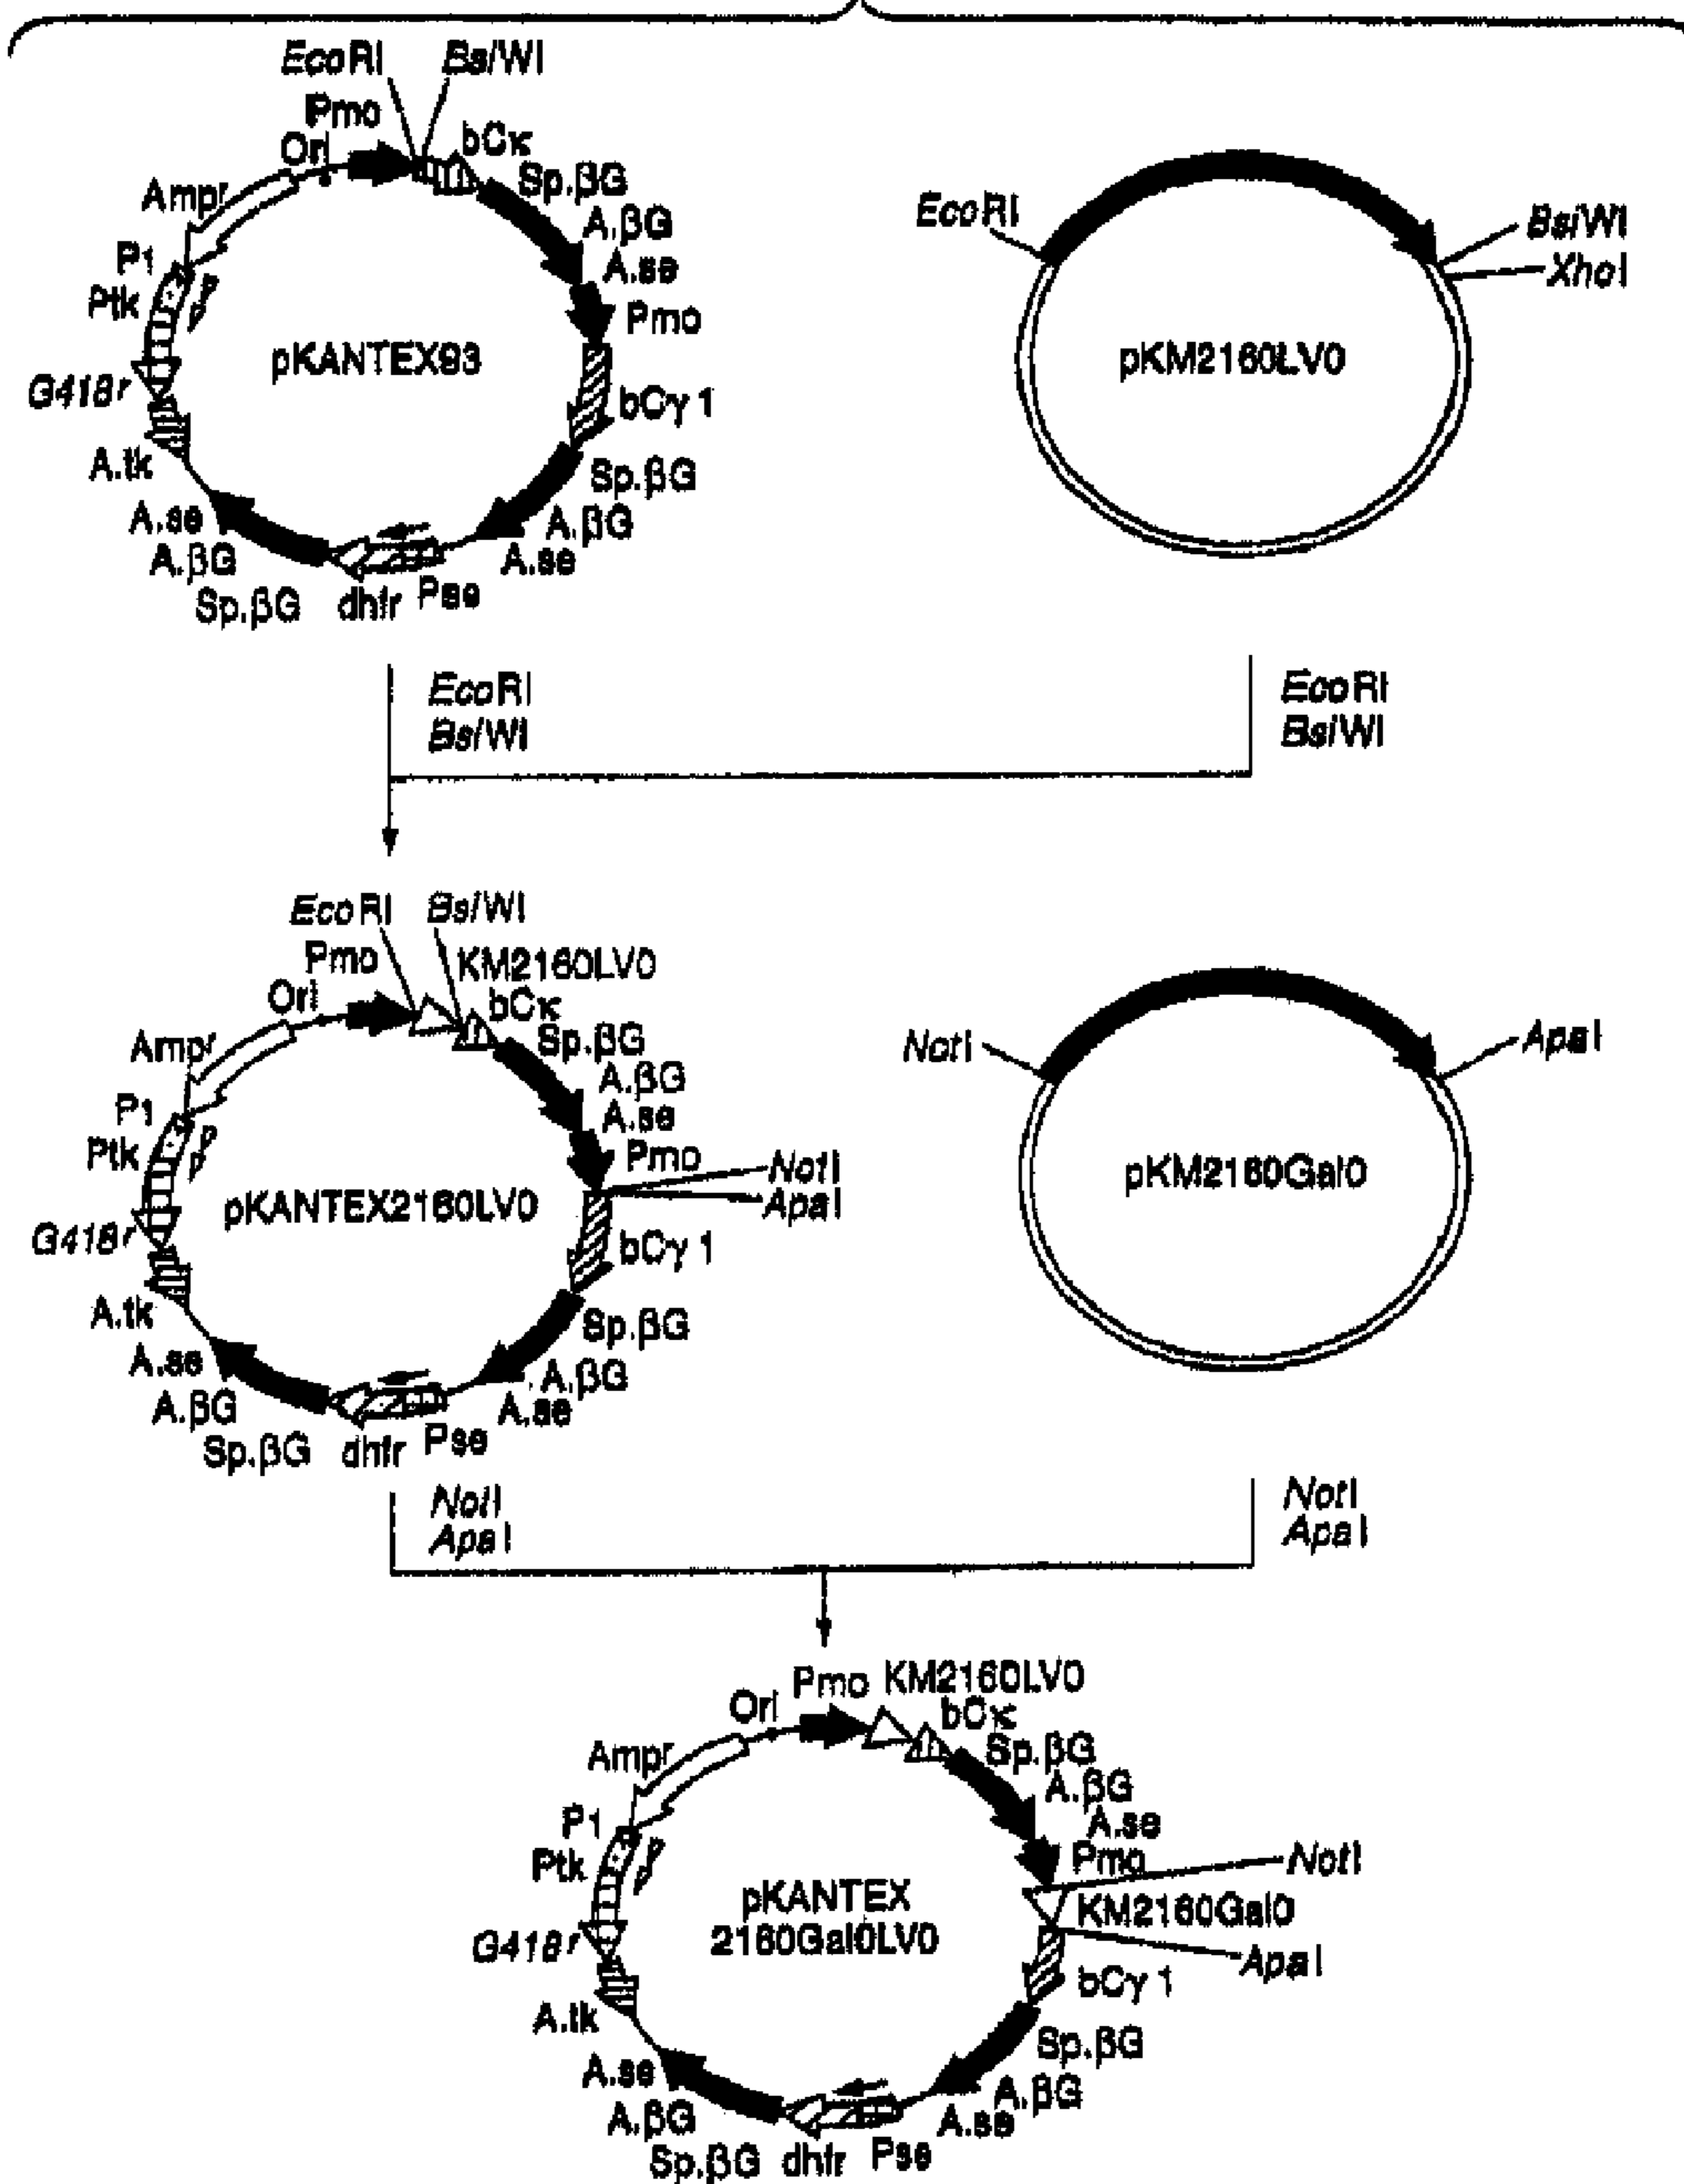 EcoRI BsiWI
Pmo
Ori
bCκ
Ampr
Sp.βG
A.βG
A.se
P1
Ptk
Pmo
pKANTEX93
G418r
bCγ1
A.tk
Sp.βG
A.se
A.βG
A.βG
A.se
Sp.βG dhfr Pse
EcoRI
BsiWI
XhoI
pKM2160LV0
EcoRI
BsiWI
EcoRI
BsiWI
EcoRI BsiWI
Pmo
KM2160LV0
Ori
bCκ
Ampr
Sp.βG
A.βG
A.se
P1
Ptk
Pmo
NotI
ApaI
pKANTEX2160LV0
G418r
bCγ1
A.tk
Sp.βG
A.se
A.βG
A.βG
A.se
Sp.βG dhfr Pse
NotI
ApaI
pKM2160Gal0
NotI
ApaI
NotI
ApaI
Pmo KM2160LV0
Ori
bCκ
Ampr
Sp.βG
A.βG
A.se
P1
Ptk
Pmo
NotI
pKANTEX
2160Gal0LV0
KM2160Gal0
G418r
ApaI
bCγ1
A.tk
Sp.βG
A.se
A.βG
A.βG
A.se
Sp.βG dhfr Pse